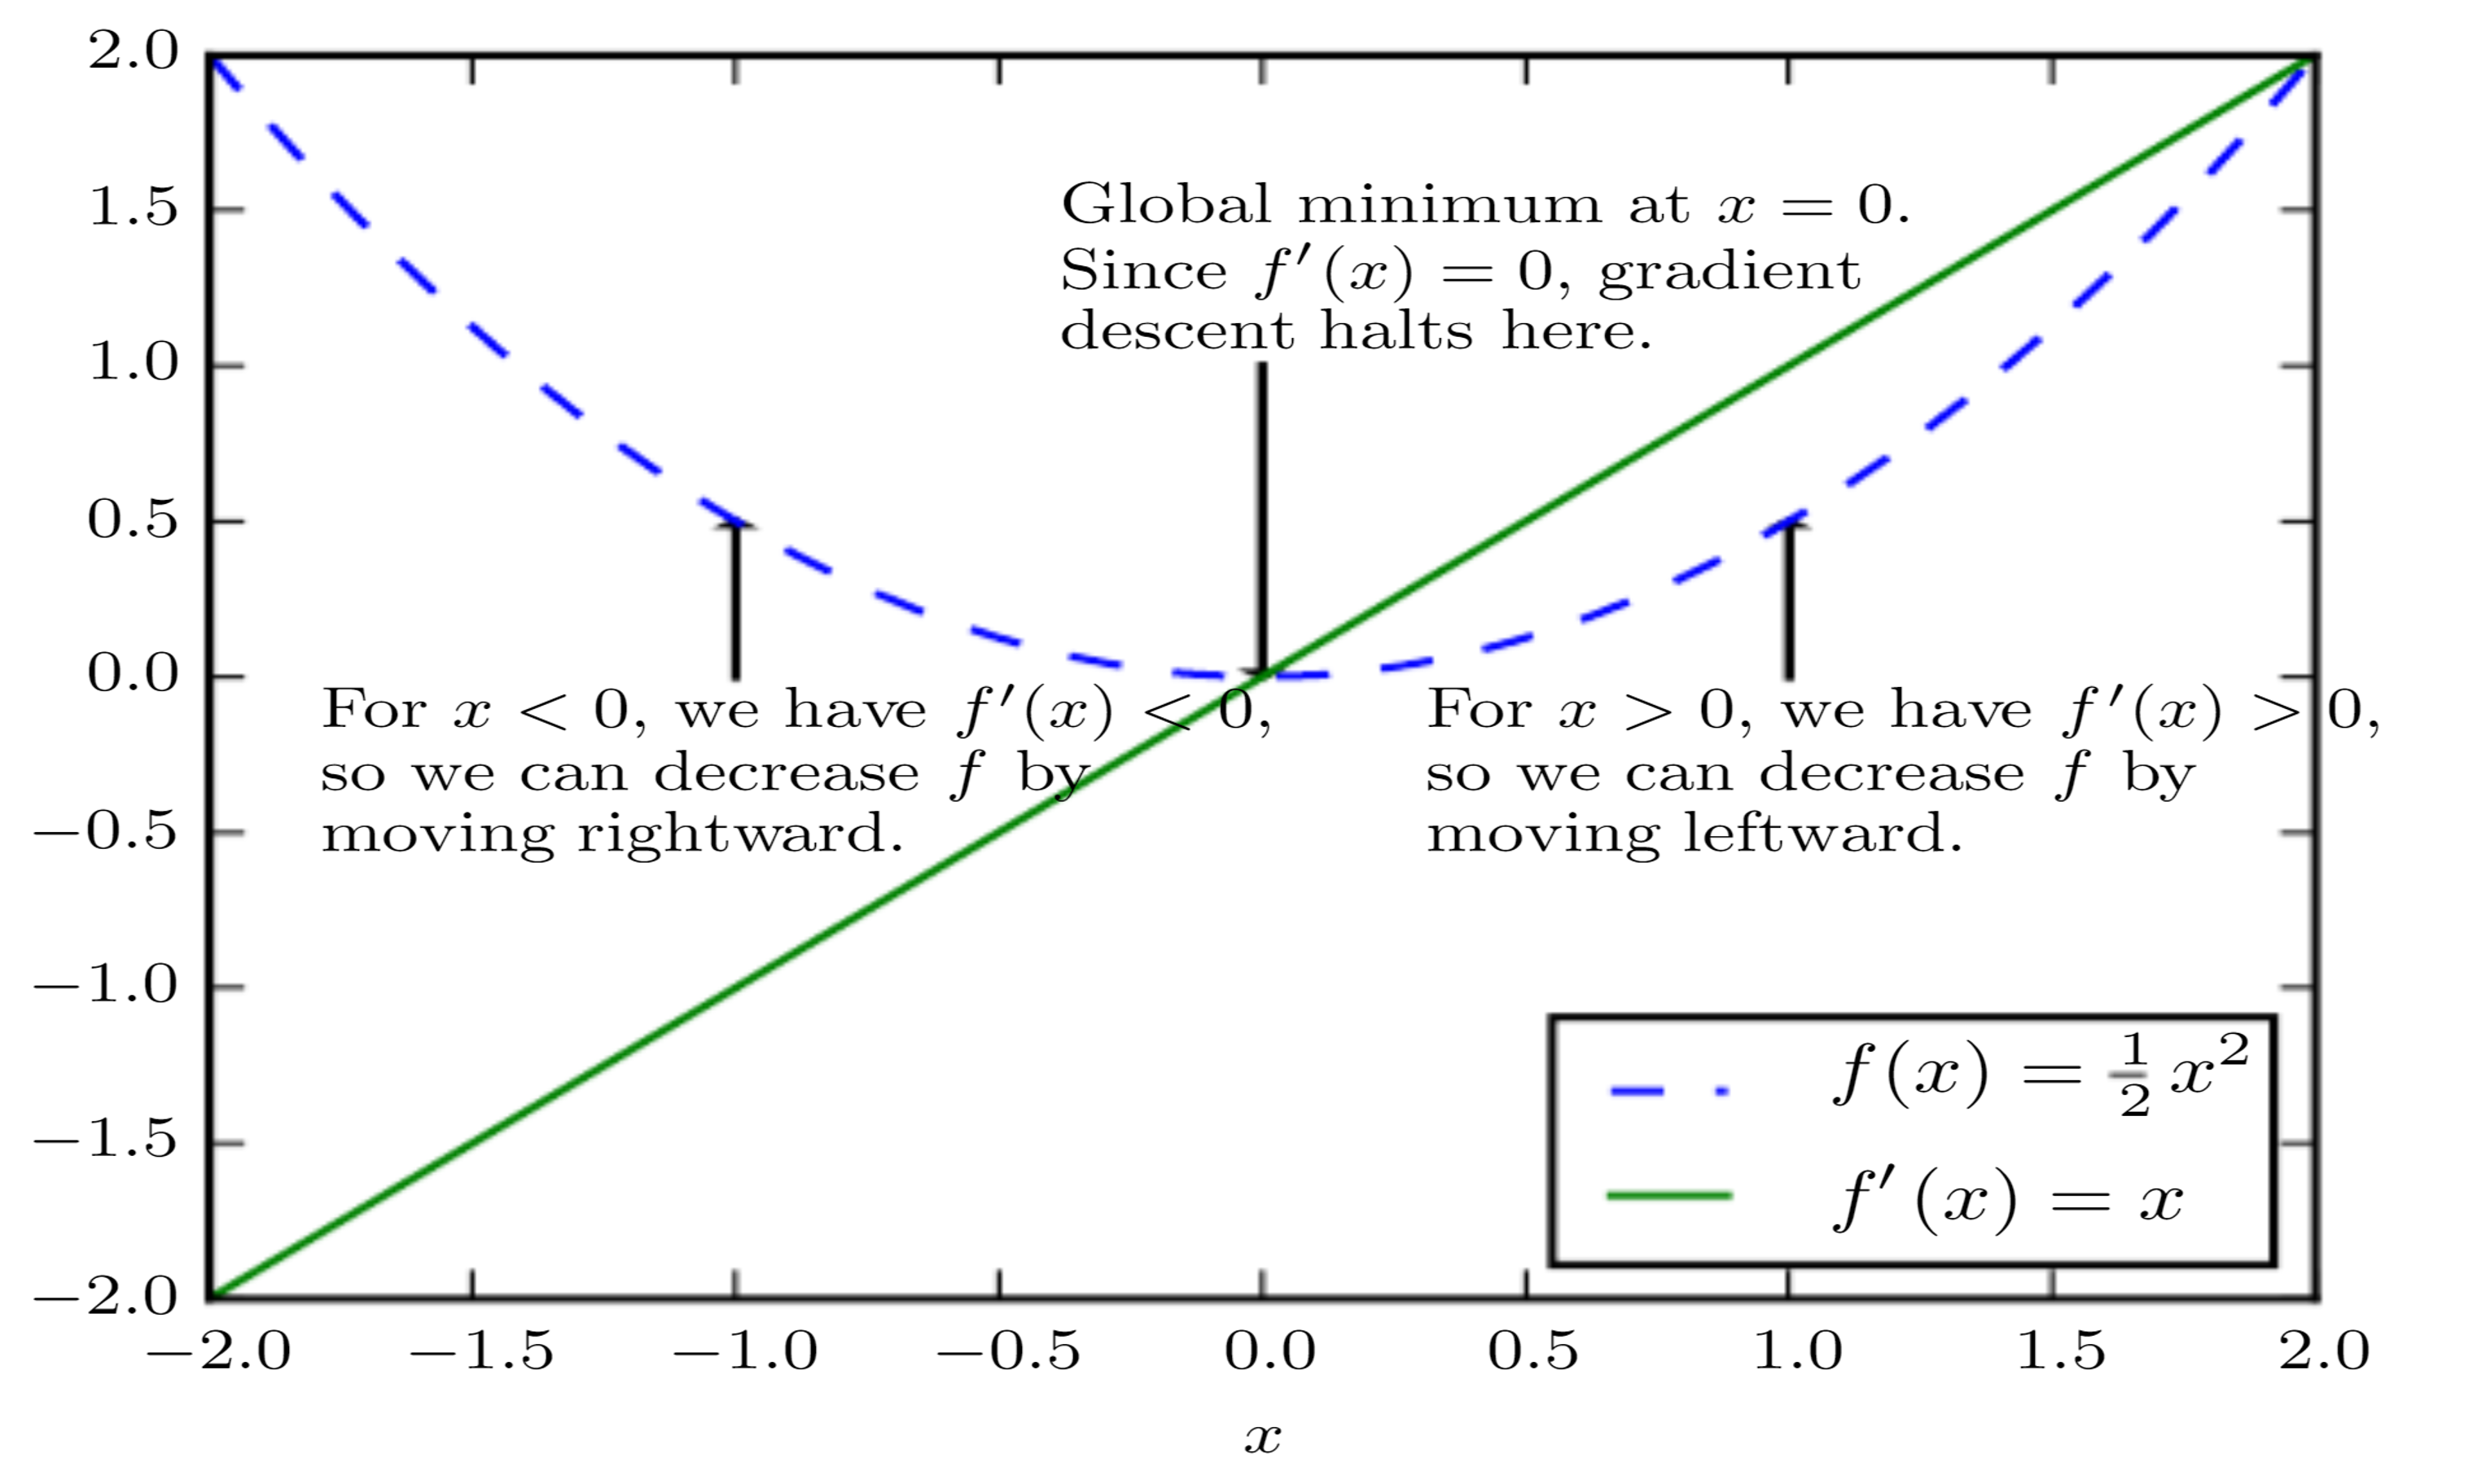 2.0
1.5
1.0
0.5
0.0
−0.5
−1.0
−1.5
−2.0
Global minimum at x = 0.
Since f′(x) = 0, gradient
descent halts here.
For x < 0, we have f′(x) < 0,
so we can decrease f by
moving rightward.
For x > 0, we have f′(x) > 0,
so we can decrease f by
moving leftward.
f(x) = ½ x²
f′(x) = x
−2.0 −1.5 −1.0 −0.5 0.0 0.5 1.0 1.5 2.0
x